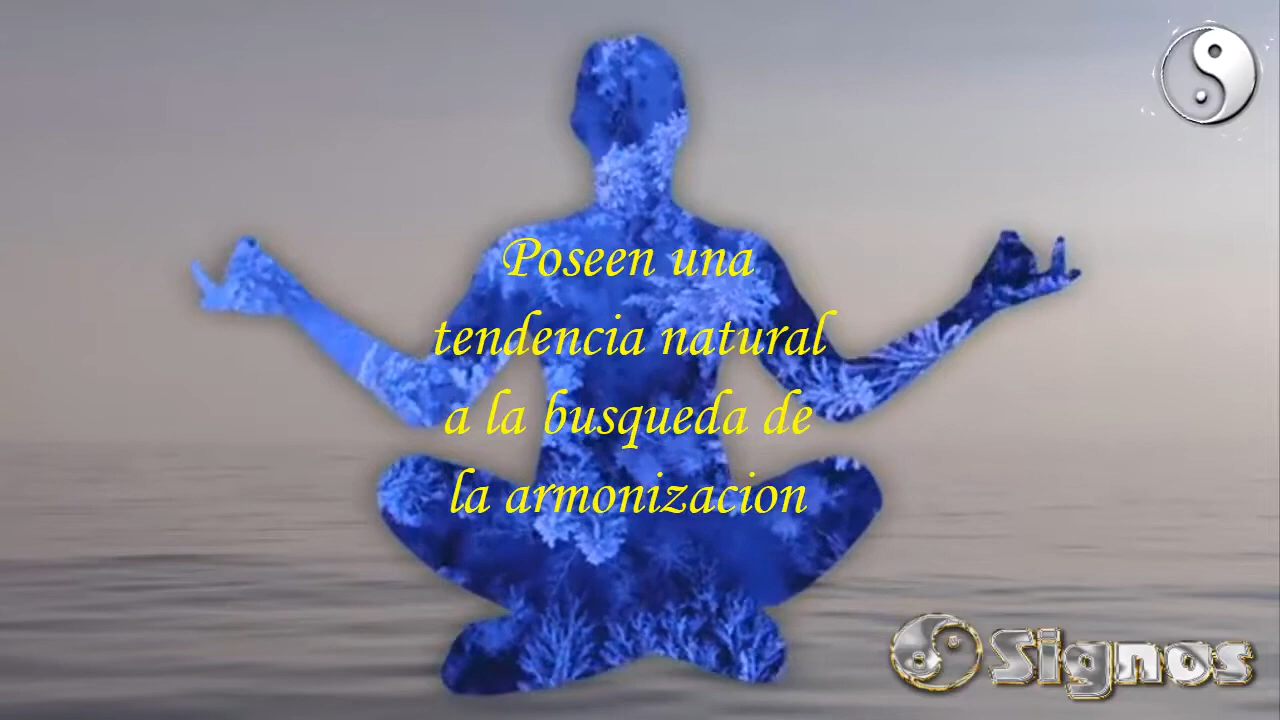 Poseen una
tendencia natural
a la busqueda de
la armonizacion
Signos